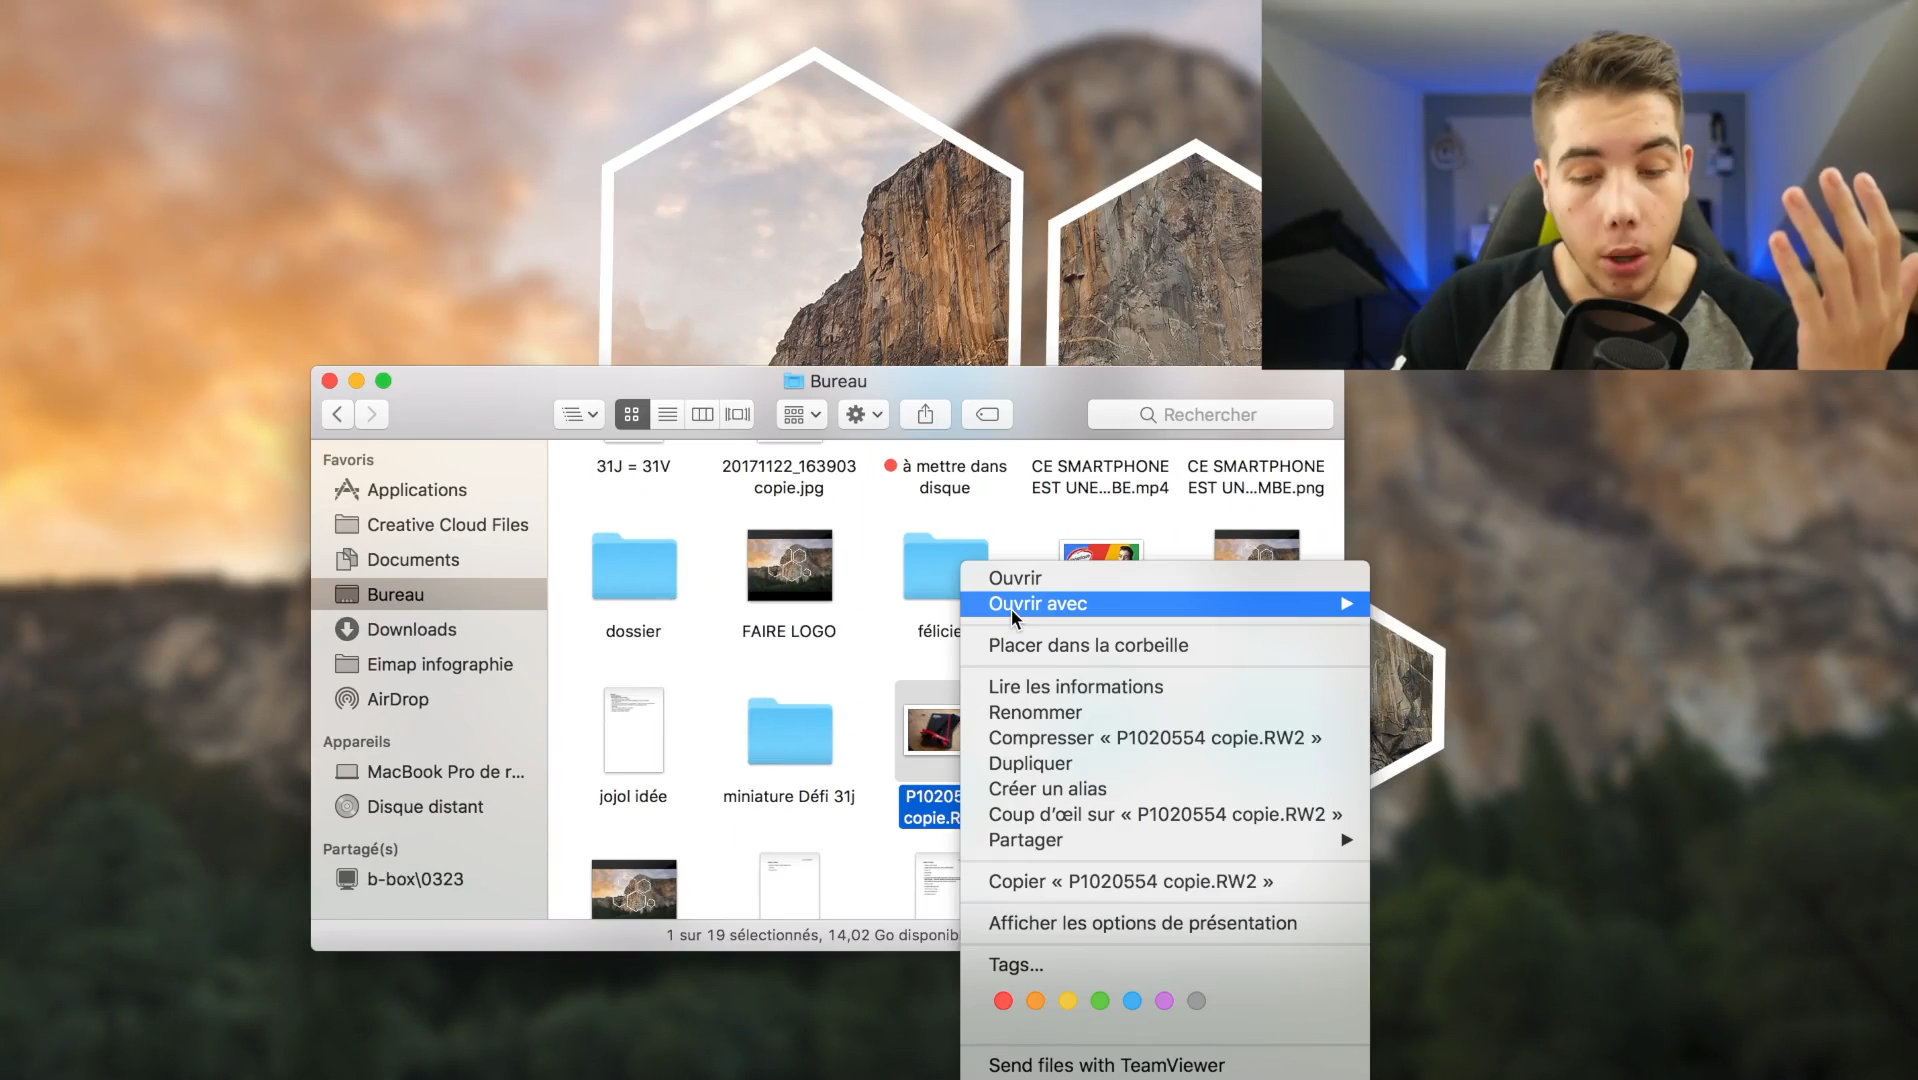 Bureau
Rechercher
Favoris
Applications
Creative Cloud Files
Documents
Bureau
Downloads
Eimap infographie
AirDrop
Appareils
MacBook Pro de r...
Disque distant
Partagé(s)
b-box\0323
31J = 31V
20171122_163903
copie.jpg
à mettre dans
disque
CE SMARTPHONE
EST UNE...BE.mp4
CE SMARTPHONE
EST UN...MBE.png
dossier
FAIRE LOGO
félicie
jojol idée
miniature Défi 31j
P10205
copie.R
1 sur 19 sélectionnés, 14,02 Go disponib
Ouvrir
Ouvrir avec
Placer dans la corbeille
Lire les informations
Renommer
Compresser « P1020554 copie.RW2 »
Dupliquer
Créer un alias
Coup d’œil sur « P1020554 copie.RW2 »
Partager
Copier « P1020554 copie.RW2 »
Afficher les options de présentation
Tags...
Send files with TeamViewer